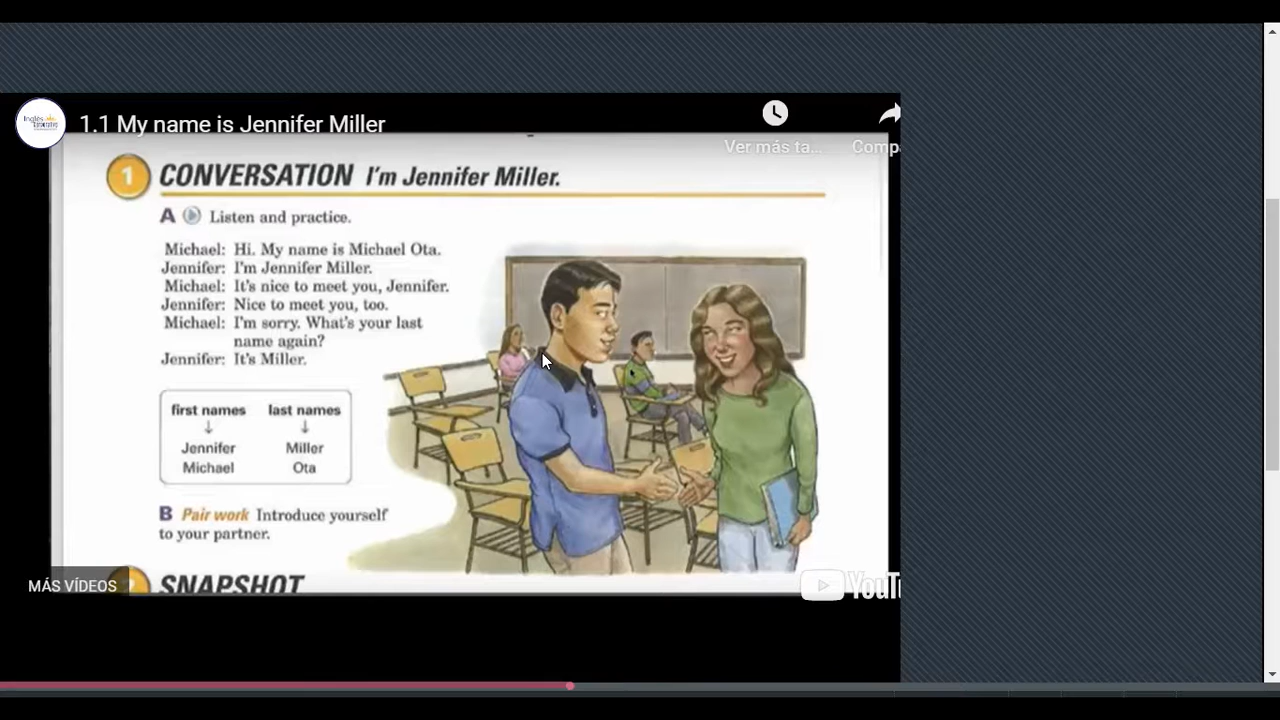 1.1 My name is Jennifer Miller
Ver más ta...
1 CONVERSATION I'm Jennifer Miller.
A Listen and practice.
Michael: Hi. My name is Michael Ota.
Jennifer: I'm Jennifer Miller.
Michael: It's nice to meet you, Jennifer.
Jennifer: Nice to meet you, too.
Michael: I'm sorry. What's your last
name again?
Jennifer: It's Miller.
first names last names
↓ ↓
Jennifer Miller
Michael Ota
B Pair work Introduce yourself
to your partner.
MÁS VÍDEOS
2 SNAPSHOT